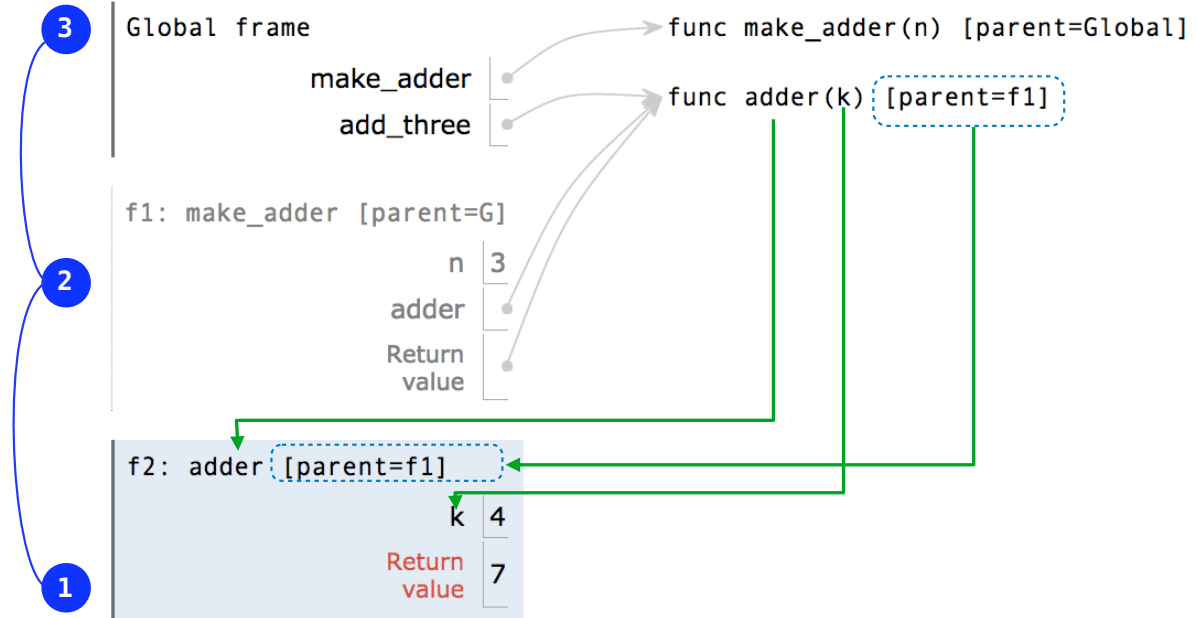 3
Global frame
func make_adder(n) [parent=Global]
make_adder
func adder(k) [parent=f1]
add_three
f1: make_adder [parent=G]
2
n 3
adder
Return
value
f2: adder [parent=f1]
k 4
Return
value 7
1